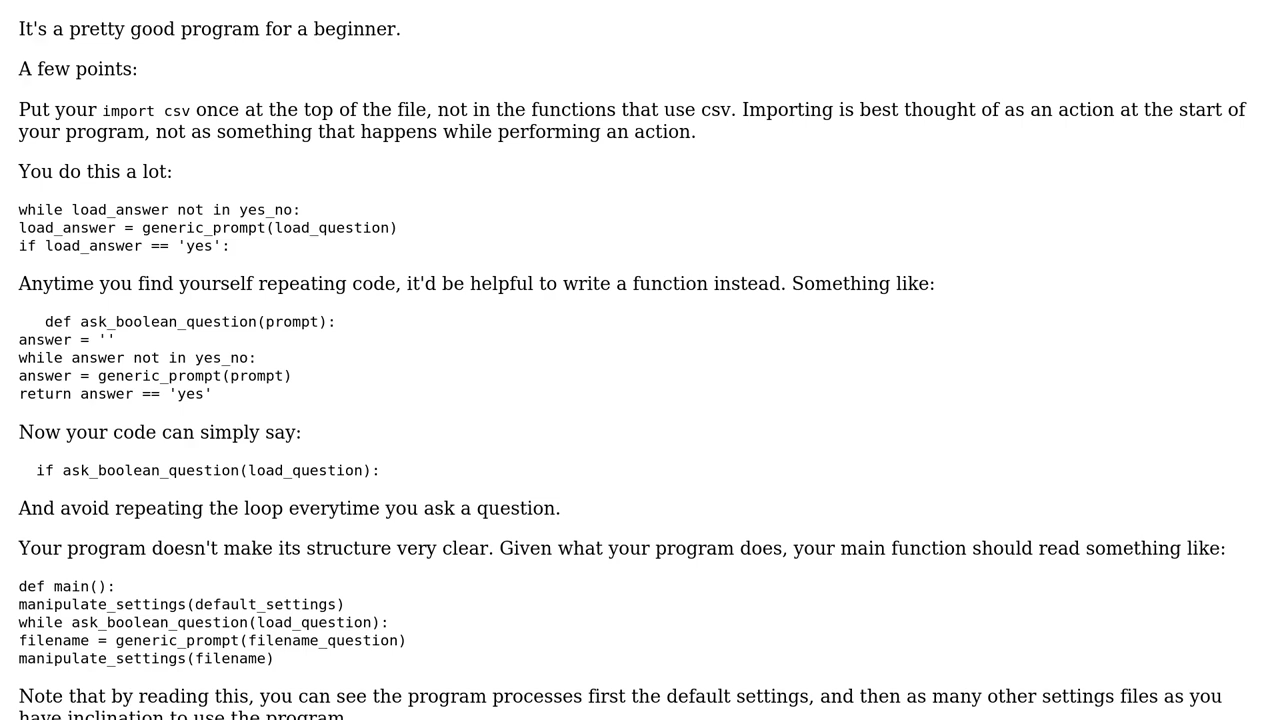 It's a pretty good program for a beginner.
A few points:
Put your import csv once at the top of the file, not in the functions that use csv. Importing is best thought of as an action at the start of
your program, not as something that happens while performing an action.
You do this a lot:
while load_answer not in yes_no:
load_answer = generic_prompt(load_question)
if load_answer == 'yes':
Anytime you find yourself repeating code, it'd be helpful to write a function instead. Something like:
   def ask_boolean_question(prompt):
answer = ''
while answer not in yes_no:
answer = generic_prompt(prompt)
return answer == 'yes'
Now your code can simply say:
  if ask_boolean_question(load_question):
And avoid repeating the loop everytime you ask a question.
Your program doesn't make its structure very clear. Given what your program does, your main function should read something like:
def main():
manipulate_settings(default_settings)
while ask_boolean_question(load_question):
filename = generic_prompt(filename_question)
manipulate_settings(filename)
Note that by reading this, you can see the program processes first the default settings, and then as many other settings files as you
have inclination to use the program.